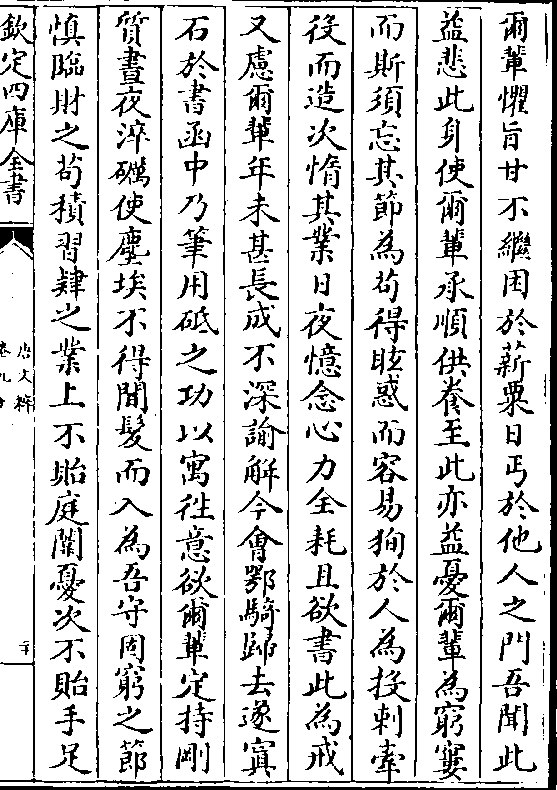 爾輩懼旨甘不繼困於薪粟日丐於他人之門吾聞此
益悲此身使爾輩承順供養至此亦益憂爾輩為窮窶
而斯須忘其節為苟得眩惑而容易狥於人為投刺牽
役而造次惰其業日夜憶念心力全耗且欲書此為戒
又慮爾輩年未甚長成不深諭解今會鄂騎歸去遂寘
石於書函中乃筆用砥之功以寓徃意欲爾輩定持剛
質晝夜淬礪使塵埃不得間髮而入為吾守固窮之節
慎臨財之苟積習肄之業上不貽庭闈憂次不貽手足
欽定四庫全書
唐文粹
二十